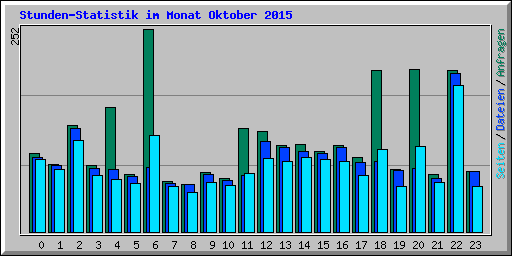 Stunden-Statistik im Monat Oktober 2015
252
Seiten / Dateien / Anfragen
0 1 2 3 4 5 6 7 8 9 10 11 12 13 14 15 16 17 18 19 20 21 22 23